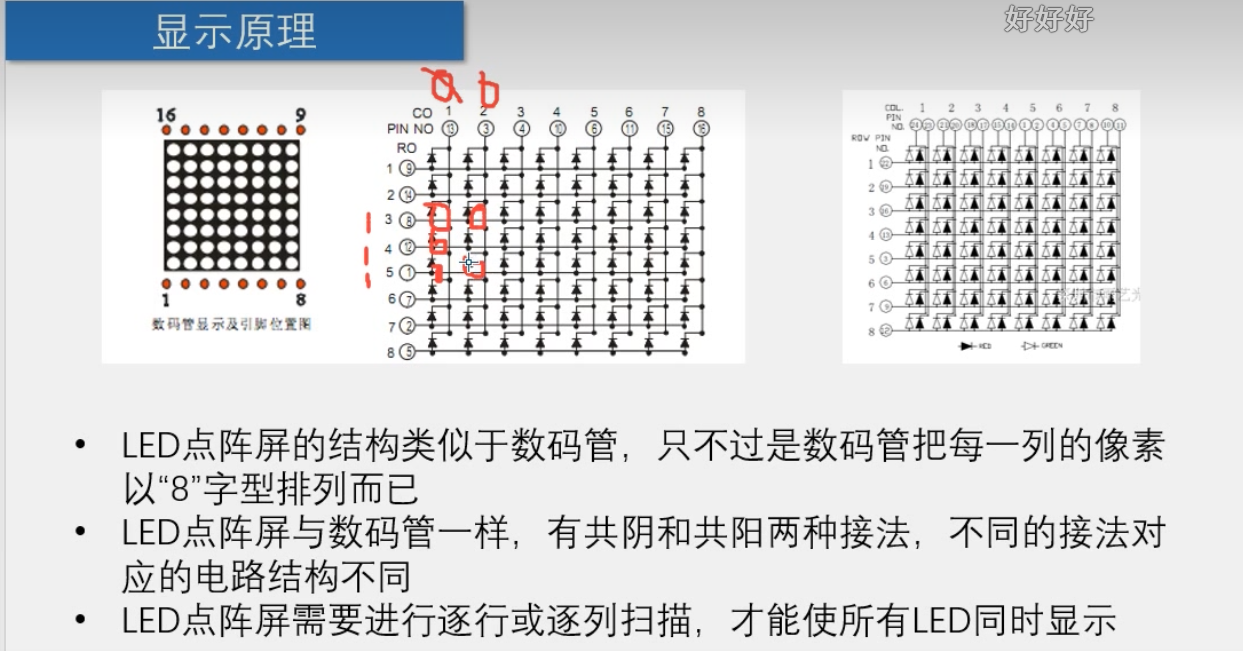 显示原理
好好好
16 9
1 8
数码管显示及引脚位置图
a b
CO 1 2 3 4 5 6 7 8
PIN NO 13 3 4 10 6 11 15 16
RO
1 9
2 14
3 8
4 12
5 1
6 7
7 2
8 5
COL. 1 2 3 4 5 6 7 8
PIN
NO.
ROW PIN
NO.
1
2
3
4
5
6
7
8
RED GREEN
• LED点阵屏的结构类似于数码管，只不过是数码管把每一列的像素
以“8”字型排列而已
• LED点阵屏与数码管一样，有共阴和共阳两种接法，不同的接法对
应的电路结构不同
• LED点阵屏需要进行逐行或逐列扫描，才能使所有LED同时显示